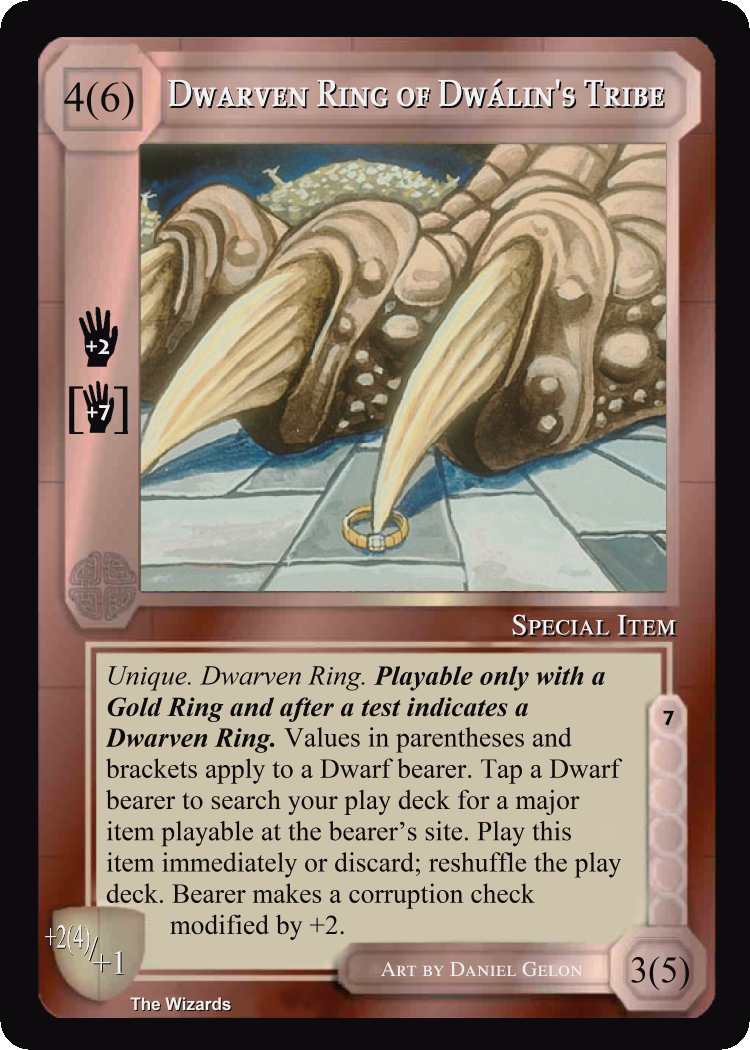 4(6)
Dwarven Ring of Dwálin's Tribe
+2
[+7]
Special Item
Unique. Dwarven Ring. Playable only with a
Gold Ring and after a test indicates a
Dwarven Ring. Values in parentheses and
brackets apply to a Dwarf bearer. Tap a Dwarf
bearer to search your play deck for a major
item playable at the bearer’s site. Play this
item immediately or discard; reshuffle the play
deck. Bearer makes a corruption check
modified by +2.
7
+2(4)/+1
Art by Daniel Gelon
3(5)
The Wizards